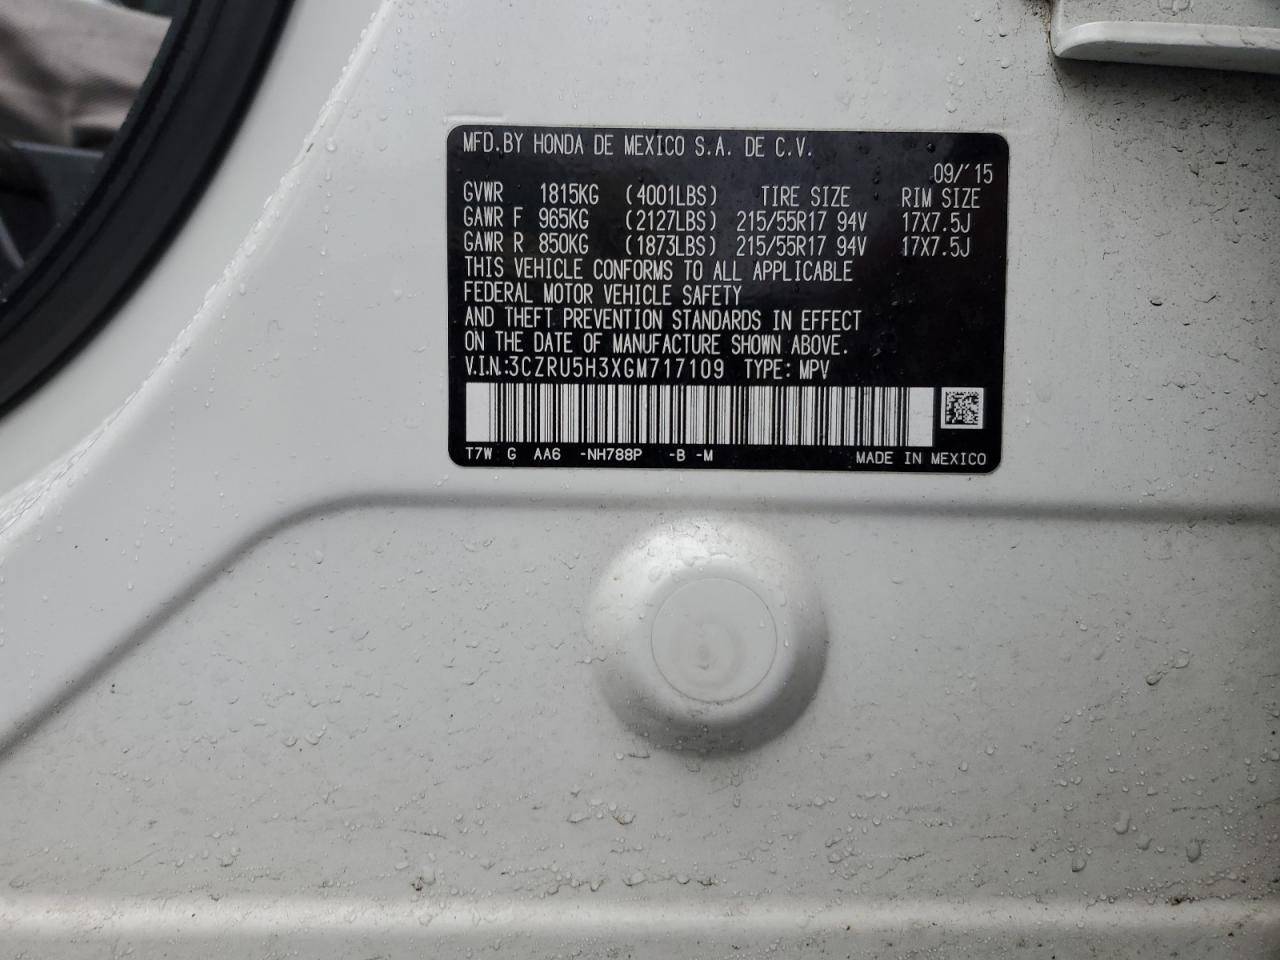 MFD.BY HONDA DE MEXICO S.A. DE C.V.
09/'15
GVWR 1815KG (4001LBS) TIRE SIZE RIM SIZE
GAWR F 965KG (2127LBS) 215/55R17 94V 17X7.5J
GAWR R 850KG (1873LBS) 215/55R17 94V 17X7.5J
THIS VEHICLE CONFORMS TO ALL APPLICABLE
FEDERAL MOTOR VEHICLE SAFETY
AND THEFT PREVENTION STANDARDS IN EFFECT
ON THE DATE OF MANUFACTURE SHOWN ABOVE.
V.I.N.:3CZRU5H3XGM717109 TYPE: MPV
T7W G AA6 -NH788P -B -M MADE IN MEXICO